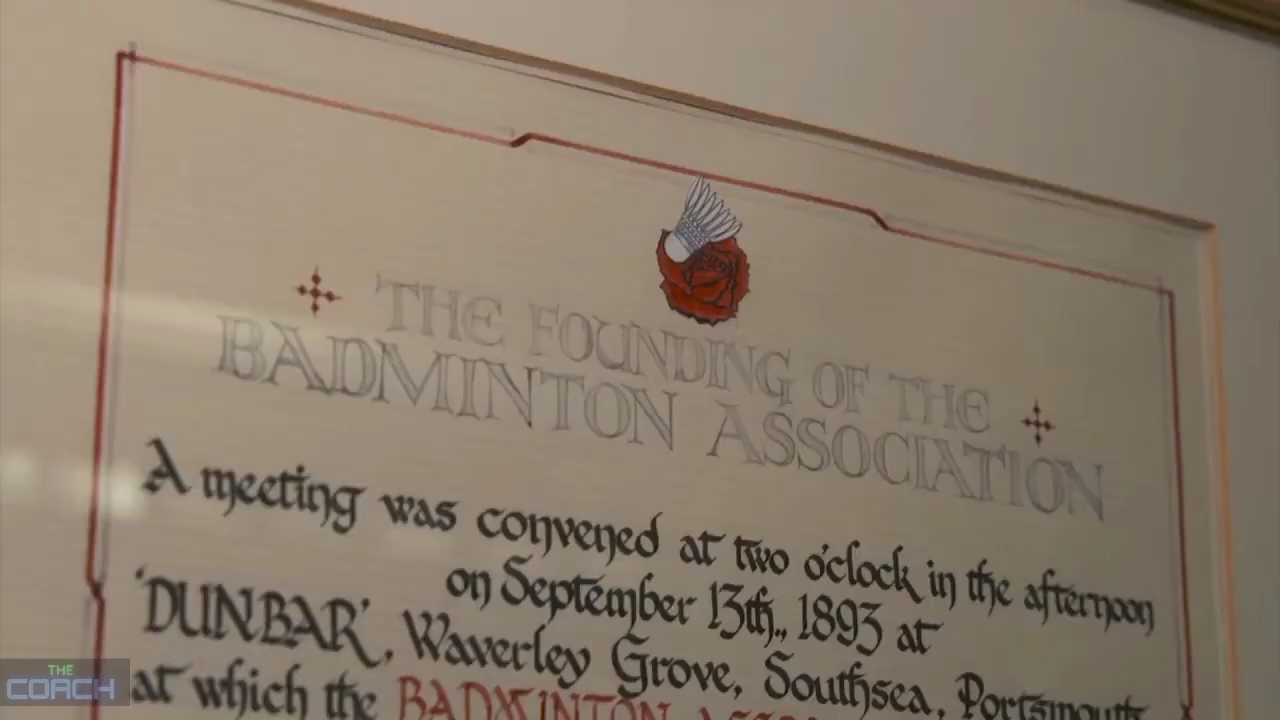 THE FOUNDING OF THE
BADMINTON ASSOCIATION
A meeting was convened at two o'clock in the afternoon
on September 13th., 1893 at
'DUNBAR', Waverley Grove, Southsea, Portsmouth
at which the BADMINTON
THE
COACH